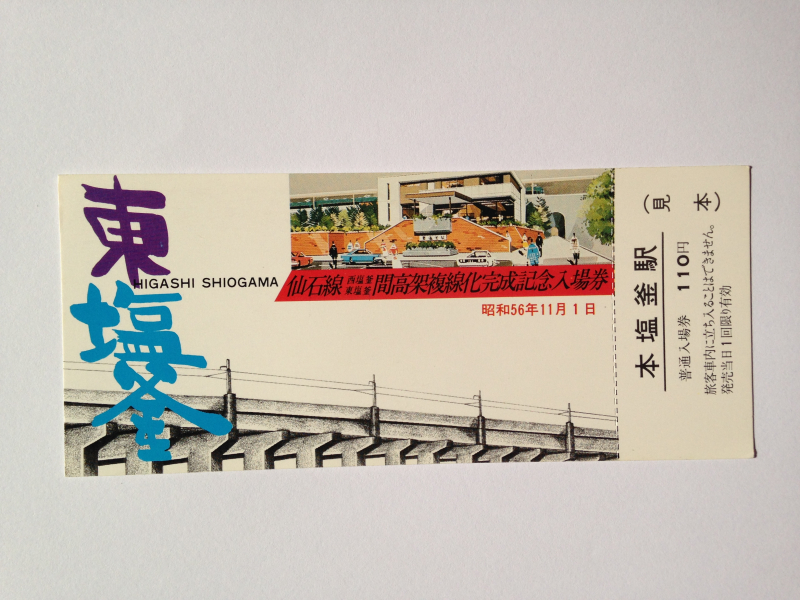 東塩釜
HIGASHI SHIOGAMA
仙石線 西塩釜 東塩釜 間高架複線化完成記念入場券
昭和56年11月1日
(見本)
本塩釜駅
普通入場券 110円
旅客車内に立ち入ることはできません。
発売当日1回限り有効